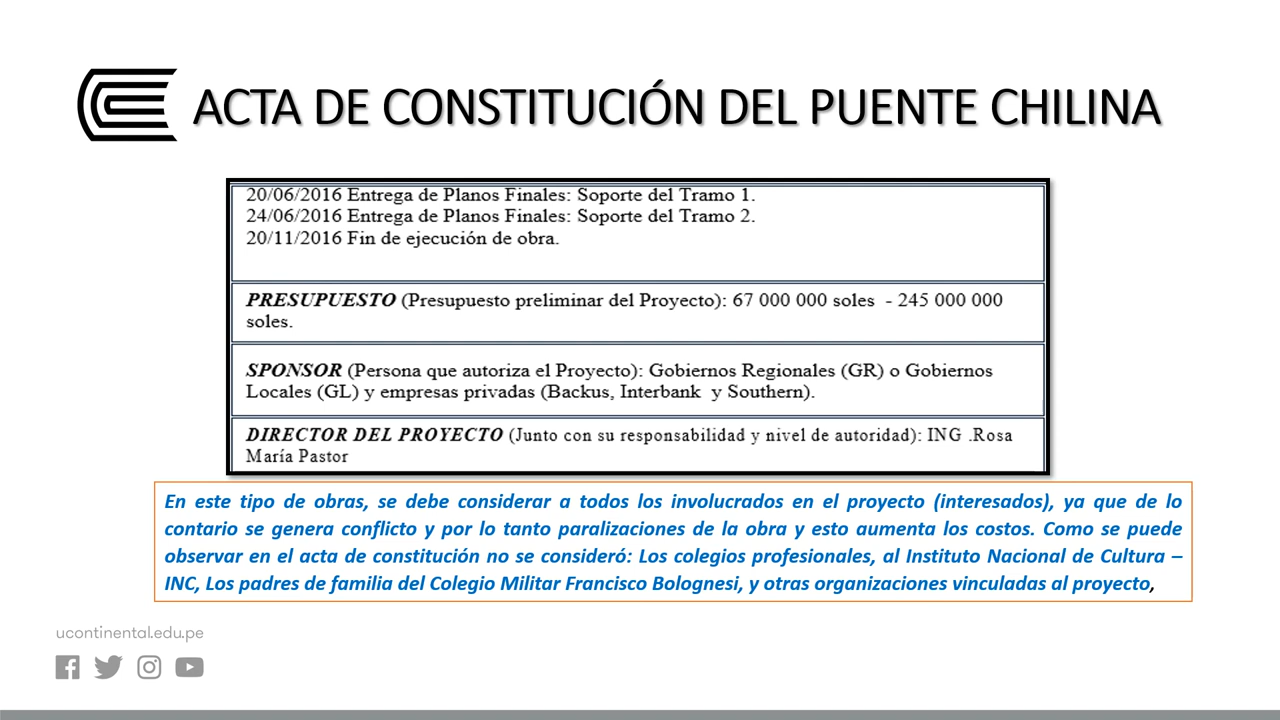 ACTA DE CONSTITUCIÓN DEL PUENTE CHILINA
20/06/2016 Entrega de Planos Finales: Soporte del Tramo 1.
24/06/2016 Entrega de Planos Finales: Soporte del Tramo 2.
20/11/2016 Fin de ejecución de obra.
PRESUPUESTO (Presupuesto preliminar del Proyecto): 67 000 000 soles - 245 000 000
soles.
SPONSOR (Persona que autoriza el Proyecto): Gobiernos Regionales (GR) o Gobiernos
Locales (GL) y empresas privadas (Backus, Interbank y Southern).
DIRECTOR DEL PROYECTO (Junto con su responsabilidad y nivel de autoridad): ING .Rosa
María Pastor
En este tipo de obras, se debe considerar a todos los involucrados en el proyecto (interesados), ya que de lo
contario se genera conflicto y por lo tanto paralizaciones de la obra y esto aumenta los costos. Como se puede
observar en el acta de constitución no se consideró: Los colegios profesionales, al Instituto Nacional de Cultura –
INC, Los padres de familia del Colegio Militar Francisco Bolognesi, y otras organizaciones vinculadas al proyecto,
ucontinental.edu.pe